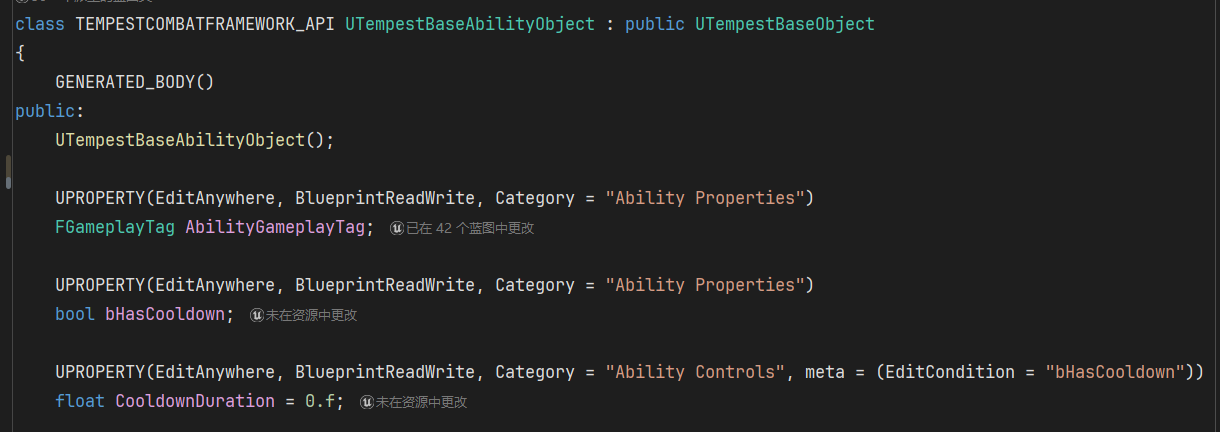 class TEMPESTCOMBATFRAMEWORK_API UTempestBaseAbilityObject : public UTempestBaseObject
{
GENERATED_BODY()
public:
UTempestBaseAbilityObject();
UPROPERTY(EditAnywhere, BlueprintReadWrite, Category = "Ability Properties")
FGameplayTag AbilityGameplayTag; 已在 42 个蓝图中更改
UPROPERTY(EditAnywhere, BlueprintReadWrite, Category = "Ability Properties")
bool bHasCooldown; 未在资源中更改
UPROPERTY(EditAnywhere, BlueprintReadWrite, Category = "Ability Controls", meta = (EditCondition = "bHasCooldown"))
float CooldownDuration = 0.f; 未在资源中更改